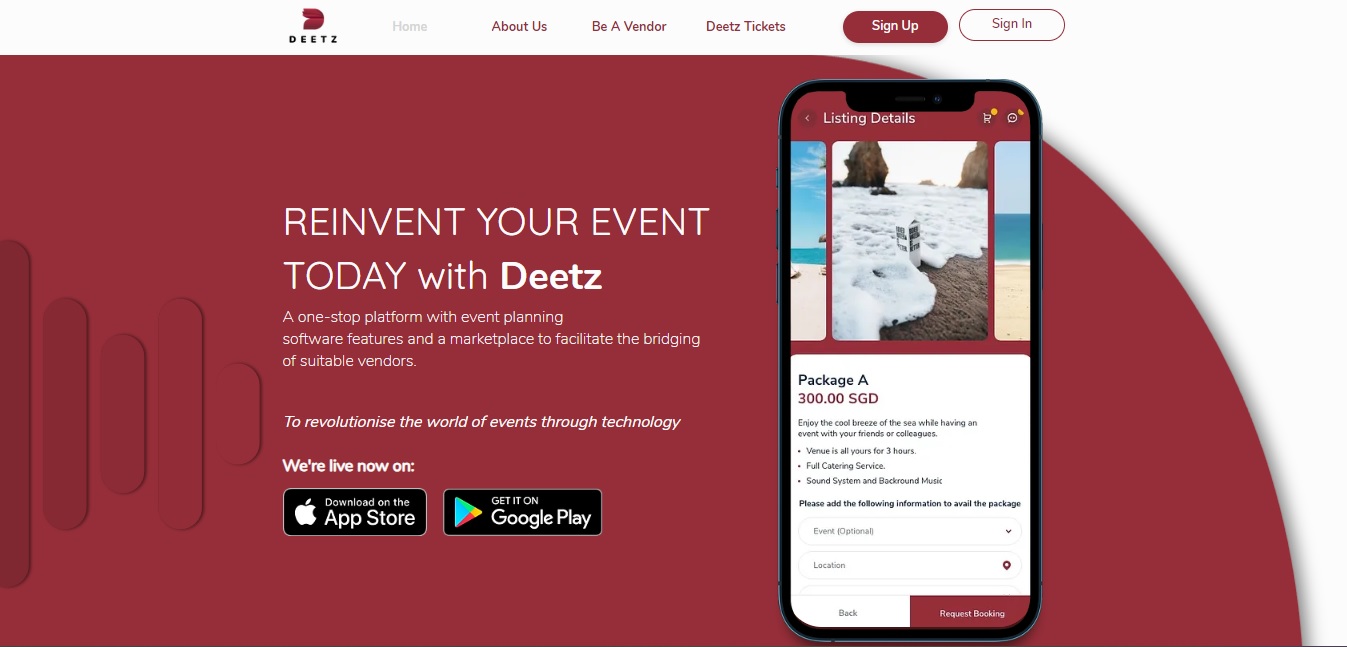 DEETZ
Home
About Us
Be A Vendor
Deetz Tickets
Sign Up
Sign In
REINVENT YOUR EVENT
TODAY with Deetz
A one-stop platform with event planning
software features and a marketplace to facilitate the bridging
of suitable vendors.
To revolutionise the world of events through technology
We're live now on:
Download on the
App Store
GET IT ON
Google Play
Listing Details
Package A
300.00 SGD
Enjoy the cool breeze of the sea while having an
event with your friends or colleagues.
• Venue is all yours for 3 hours.
• Full Catering Service.
• Sound System and Backround Music
Please add the following information to avail the package
Event (Optional)
Location
Back
Request Booking